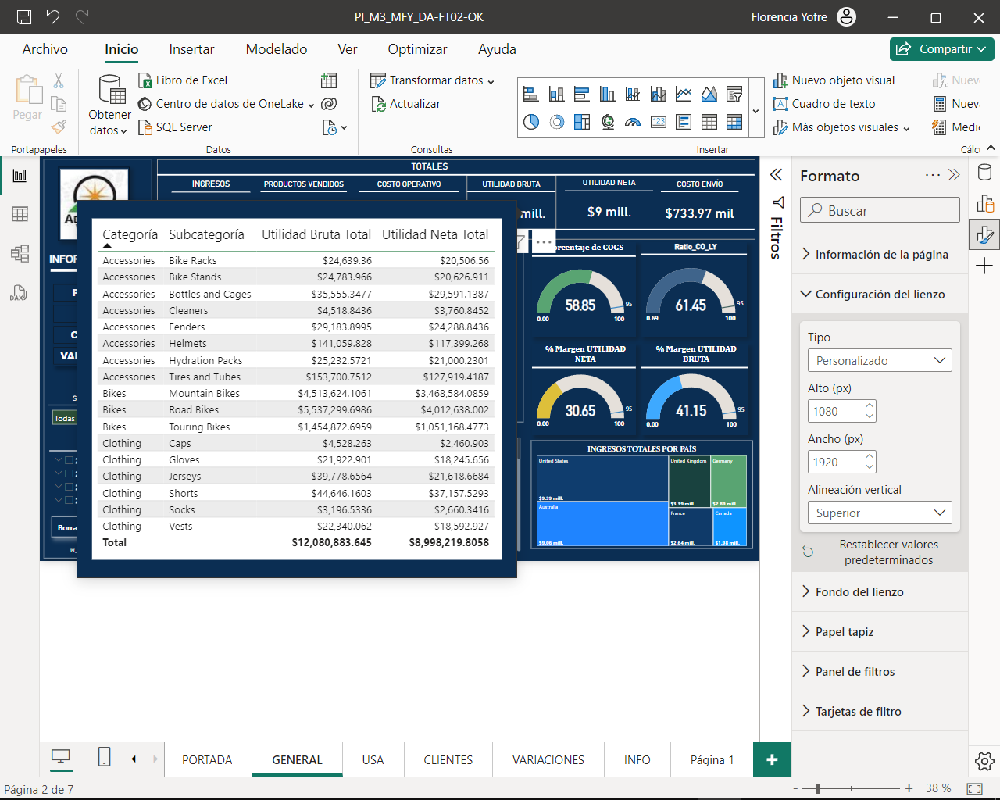 PI_M3_MFY_DA-FT02-OK
Florencia Yofre
Archivo
Inicio
Insertar
Modelado
Ver
Optimizar
Ayuda
Compartir
Pegar
Portapapeles
Obtener
datos
Libro de Excel
Centro de datos de OneLake
SQL Server
Datos
Transformar datos
Actualizar
Consultas
Insertar
Nuevo objeto visual
Cuadro de texto
Más objetos visuales
TOTALES
INGRESOS
PRODUCTOS VENDIDOS
COSTO OPERATIVO
UTILIDAD BRUTA
UTILIDAD NETA
COSTO ENVÍO
mill.
$9 mill.
$733.97 mil
Categoría Subcategoría Utilidad Bruta Total Utilidad Neta Total
Accessories Bike Racks $24,639.36 $20,506.56
Accessories Bike Stands $24,783.966 $20,626.911
Accessories Bottles and Cages $35,555.3477 $29,591.1387
Accessories Cleaners $4,518.8436 $3,760.8452
Accessories Fenders $29,183.8995 $24,288.8436
Accessories Helmets $141,059.828 $117,399.268
Accessories Hydration Packs $25,232.5721 $21,000.2301
Accessories Tires and Tubes $153,700.7512 $127,919.4187
Bikes Mountain Bikes $4,513,624.1061 $3,468,584.0859
Bikes Road Bikes $5,537,299.6986 $4,012,638.002
Bikes Touring Bikes $1,454,872.6959 $1,051,168.4773
Clothing Caps $4,528.263 $2,460.903
Clothing Gloves $21,922.901 $18,245.656
Clothing Jerseys $39,778.6564 $21,618.6684
Clothing Shorts $44,646.1603 $37,157.5293
Clothing Socks $3,196.5336 $2,660.3416
Clothing Vests $22,340.062 $18,592.927
Total $12,080,883.645 $8,998,219.8058
Todas
de COGS
58.85
95
0.00
100
Ratio_CO_LY
61.45
95
0.69
100
% Margen UTILIDAD
NETA
30.65
95
0.00
100
% Margen UTILIDAD
BRUTA
41.15
95
0.00
100
INGRESOS TOTALES POR PAÍS
United States
$9.39 mill.
Australia
$9.06 mill.
United Kingdom
$3.39 mill.
Germany
$2.89 mill.
France
$2.64 mill.
Canada
$1.98 mill.
Filtros
Formato
Buscar
Información de la página
Configuración del lienzo
Tipo
Personalizado
Alto (px)
1080
Ancho (px)
1920
Alineación vertical
Superior
Restablecer valores
predeterminados
Fondo del lienzo
Papel tapiz
Panel de filtros
Tarjetas de filtro
DAX
PORTADA
GENERAL
USA
CLIENTES
VARIACIONES
INFO
Página 1
Página 2 de 7
38 %